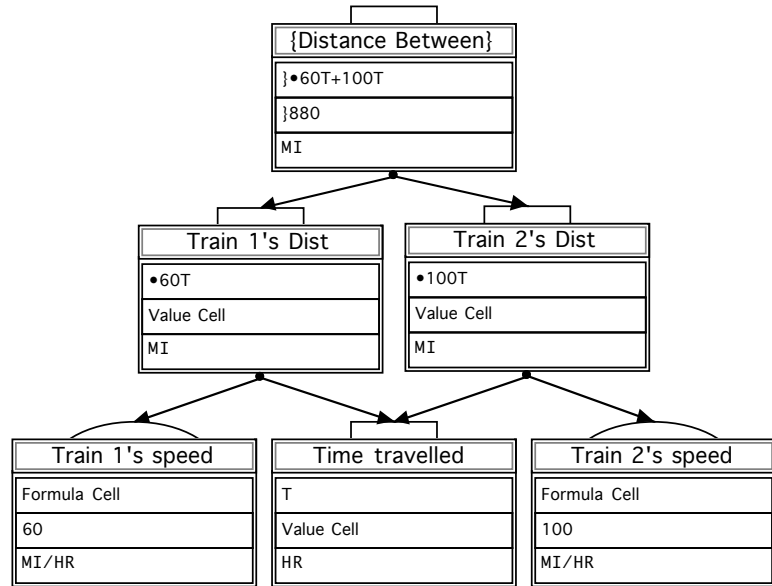 {Distance Between}
}•60T+100T
}880
MI
Train 1's Dist
•60T
Value Cell
MI
Train 2's Dist
•100T
Value Cell
MI
Train 1's speed
Formula Cell
60
MI/HR
Time travelled
T
Value Cell
HR
Train 2's speed
Formula Cell
100
MI/HR